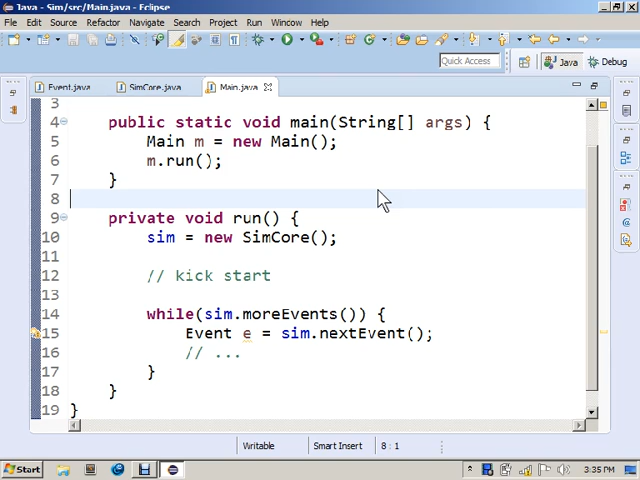 Java - Sim/src/Main.java - Eclipse
File Edit Source Refactor Navigate Search Project Run Window Help
Quick Access
Java
Debug
Event.java
SimCore.java
Main.java
3
4 public static void main(String[] args) {
5 Main m = new Main();
6 m.run();
7 }
8
9 private void run() {
10 sim = new SimCore();
11
12 // kick start
13
14 while(sim.moreEvents()) {
15 Event e = sim.nextEvent();
16 // ...
17 }
18 }
19 }
Writable Smart Insert 8 : 1
Start 3:35 PM